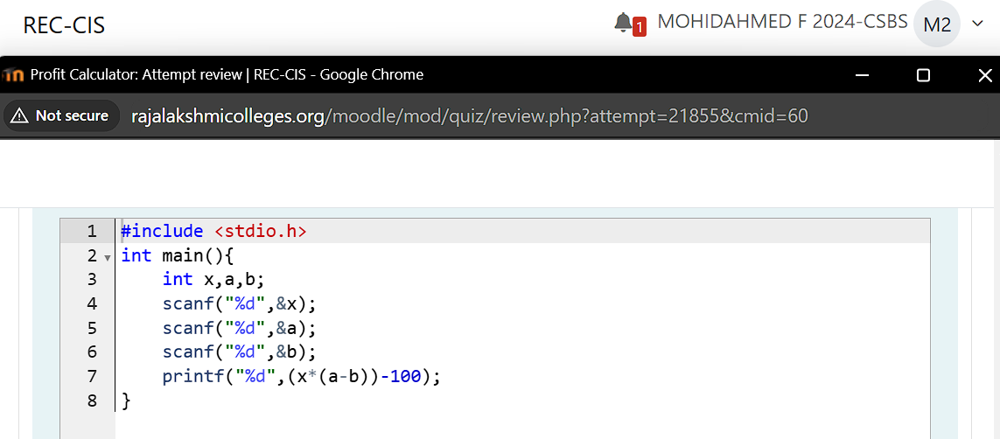 REC-CIS
1
MOHIDAHMED F 2024-CSBS
M2
Profit Calculator: Attempt review | REC-CIS - Google Chrome
Not secure
rajalakshmicolleges.org/moodle/mod/quiz/review.php?attempt=21855&cmid=60
1 #include <stdio.h>
2 int main(){
3     int x,a,b;
4     scanf("%d",&x);
5     scanf("%d",&a);
6     scanf("%d",&b);
7     printf("%d",(x*(a-b))-100);
8 }